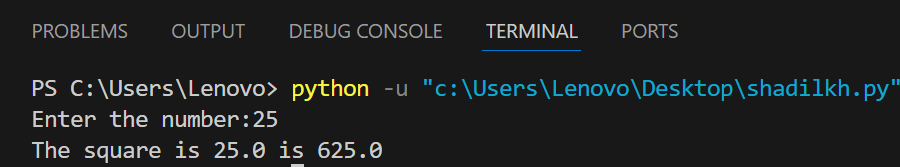 PROBLEMS OUTPUT DEBUG CONSOLE TERMINAL PORTS
PS C:\Users\Lenovo> python -u "c:\Users\Lenovo\Desktop\shadilkh.py"
Enter the number:25
The square is 25.0 is 625.0